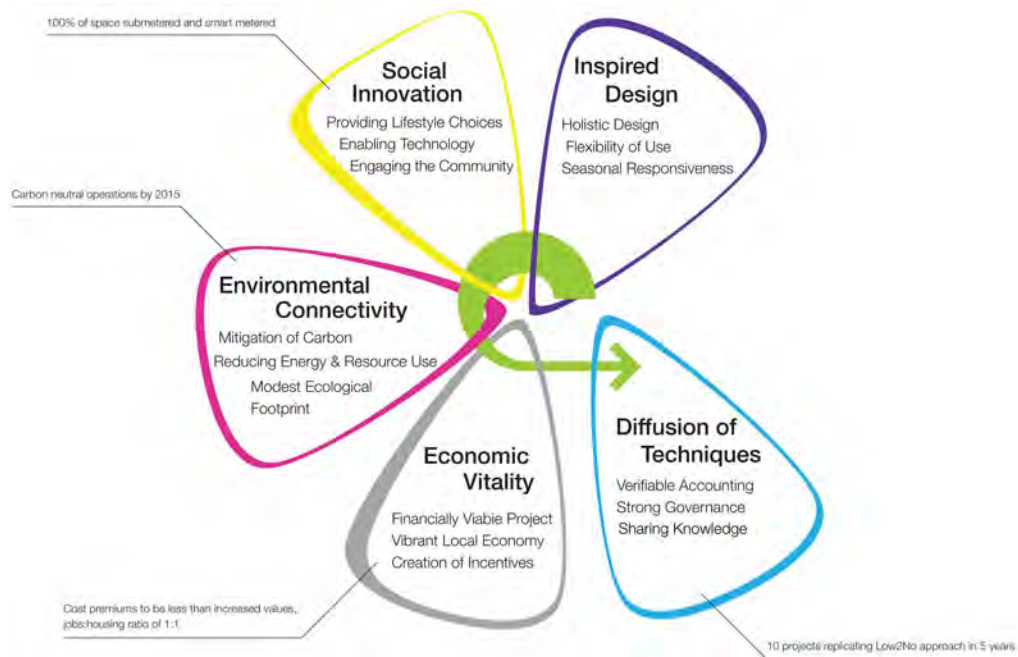 100% of space submetered and smart metered
Social
Innovation
Providing Lifestyle Choices
Enabling Technology
Engaging the Community
Inspired
Design
Holistic Design
Flexibility of Use
Seasonal Responsiveness
Carbon neutral operations by 2015
Environmental
Connectivity
Mitigation of Carbon
Reducing Energy & Resource Use
Modest Ecological
Footprint
Economic
Vitality
Financially Viable Project
Vibrant Local Economy
Creation of Incentives
Cost premiums to be less than increased values,
jobs:housing ratio of 1:1
Diffusion of
Techniques
Verifiable Accounting
Strong Governance
Sharing Knowledge
10 projects replicating Low2No approach in 5 years